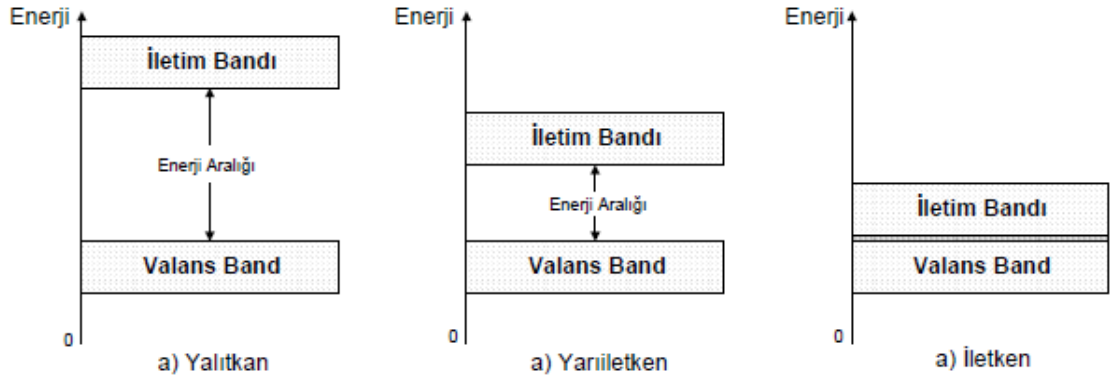 Enerji
İletim Bandı
Enerji Aralığı
Valans Band
0
a) Yalıtkan
Enerji
İletim Bandı
Enerji Aralığı
Valans Band
0
a) Yarıiletken
Enerji
İletim Bandı
Valans Band
0
a) İletken